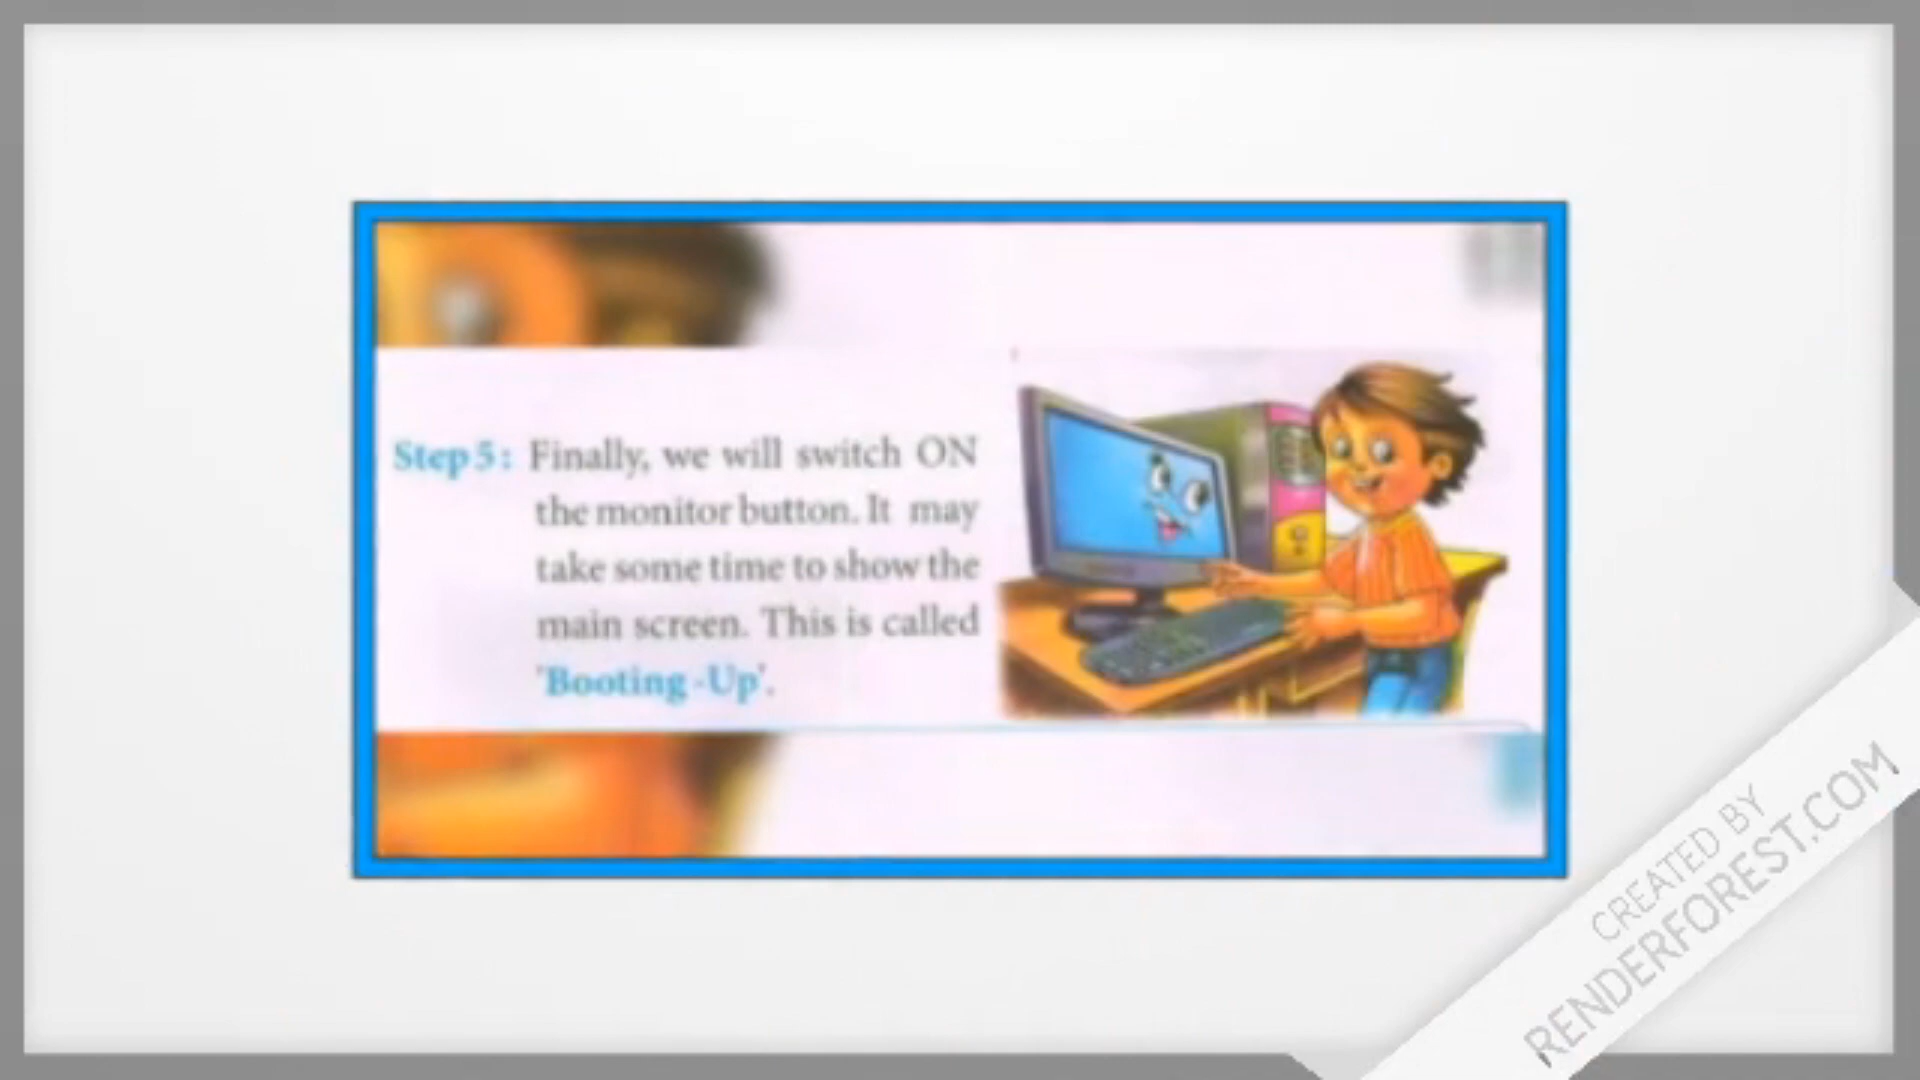 Step 5 : Finally, we will switch ON
the monitor button. It may
take some time to show the
main screen. This is called
'Booting -Up'.
CREATED BY
RENDERFOREST.COM